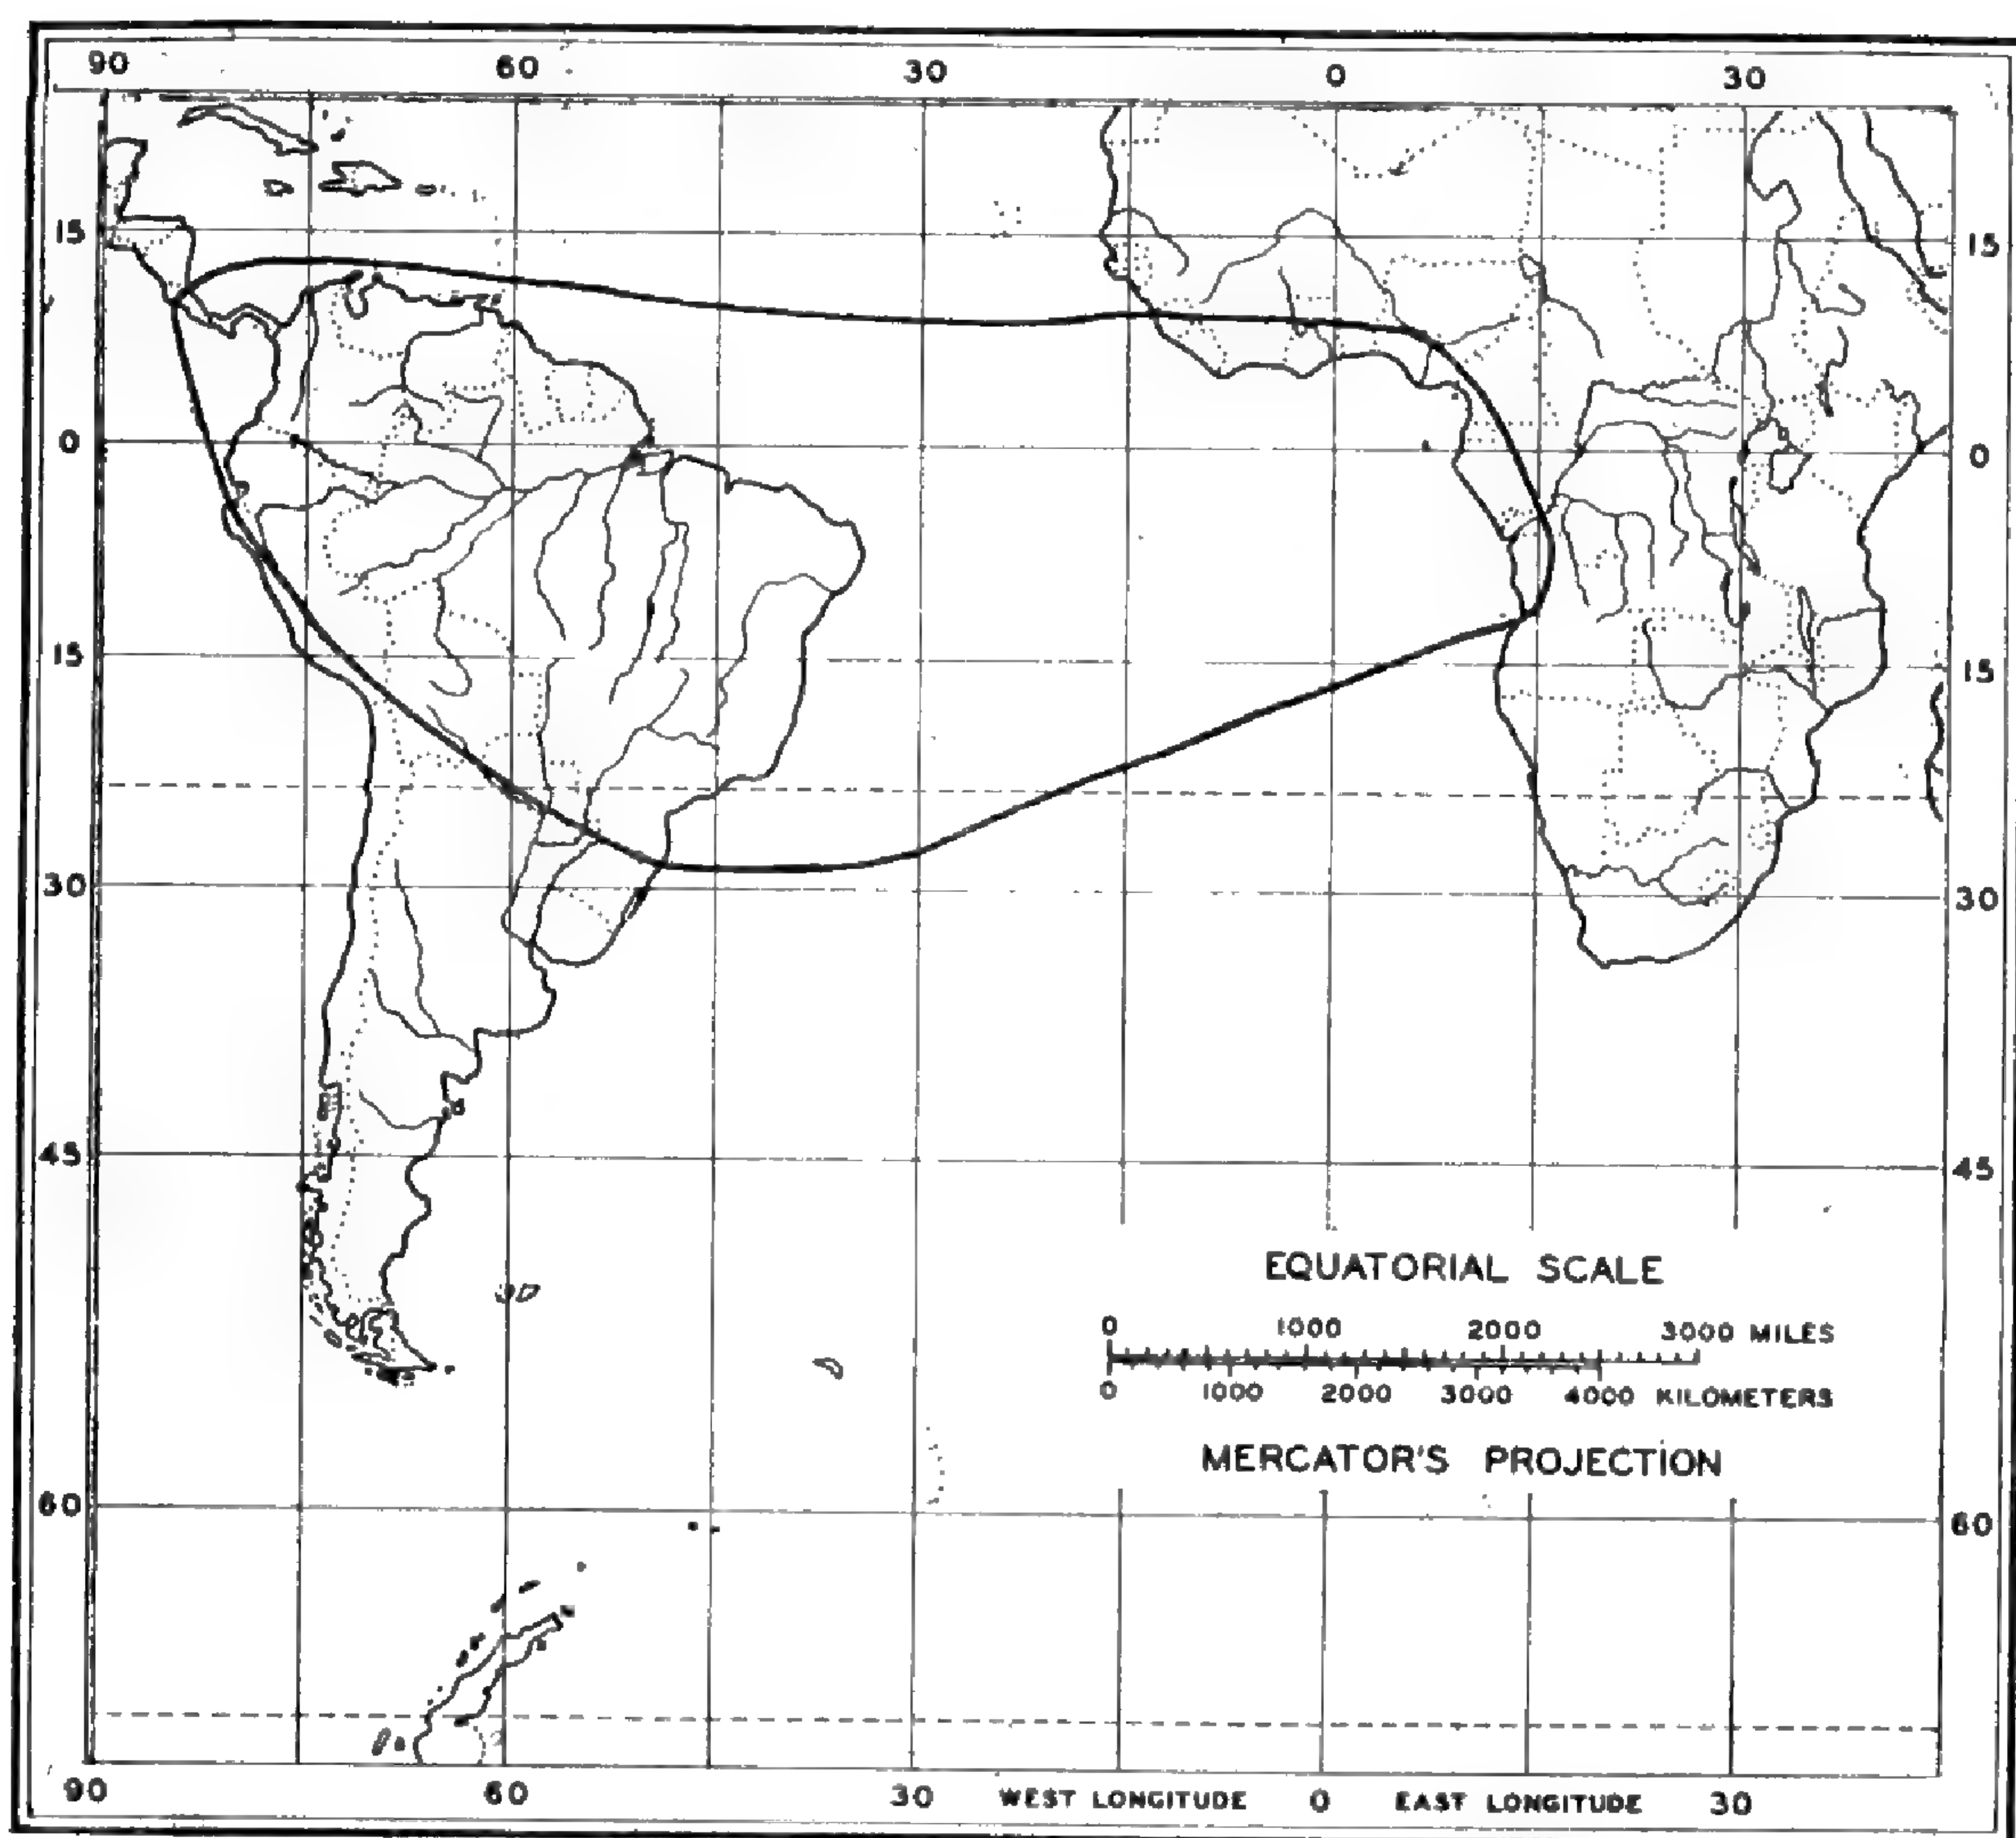 90 60 30 0 30
15 15
0 0
15 15
30 30
45 45
EQUATORIAL SCALE
0 1000 2000 3000 MILES
0 1000 2000 3000 4000 KILOMETERS
MERCATOR'S PROJECTION
60 60
90 60 30 WEST LONGITUDE 0 EAST LONGITUDE 30